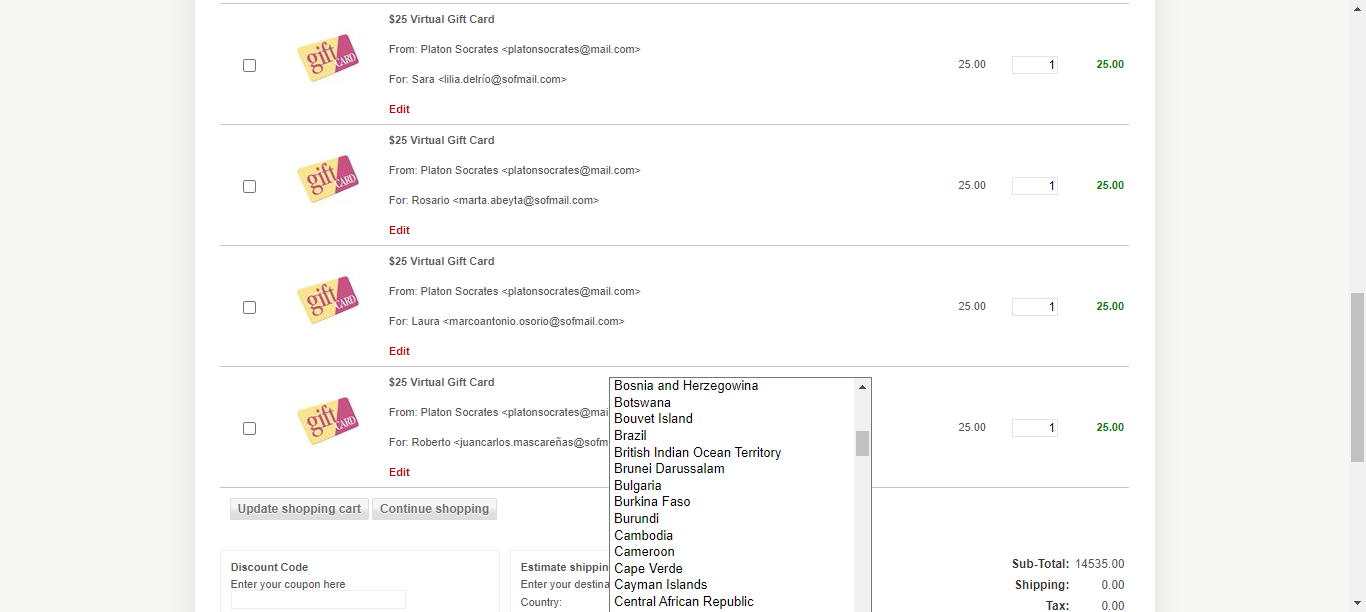 $25 Virtual Gift Card
From: Platon Socrates <platonsocrates@mail.com>
gift CARD
25.00 1 25.00
For: Sara <lilia.delrío@sofmail.com>
Edit
$25 Virtual Gift Card
From: Platon Socrates <platonsocrates@mail.com>
gift CARD
25.00 1 25.00
For: Rosario <marta.abeyta@sofmail.com>
Edit
$25 Virtual Gift Card
From: Platon Socrates <platonsocrates@mail.com>
gift CARD
25.00 1 25.00
For: Laura <marcoantonio.osorio@sofmail.com>
Edit
$25 Virtual Gift Card
From: Platon Socrates <platonsocrates@mai
gift CARD
25.00 1 25.00
For: Roberto <juancarlos.mascareñas@sofm
Edit
Bosnia and Herzegowina
Botswana
Bouvet Island
Brazil
British Indian Ocean Territory
Brunei Darussalam
Bulgaria
Burkina Faso
Burundi
Cambodia
Cameroon
Cape Verde
Cayman Islands
Central African Republic
Update shopping cart Continue shopping
Discount Code
Enter your coupon here
Estimate shippin
Enter your destina
Country:
Sub-Total: 14535.00
Shipping: 0.00
Tax: 0.00